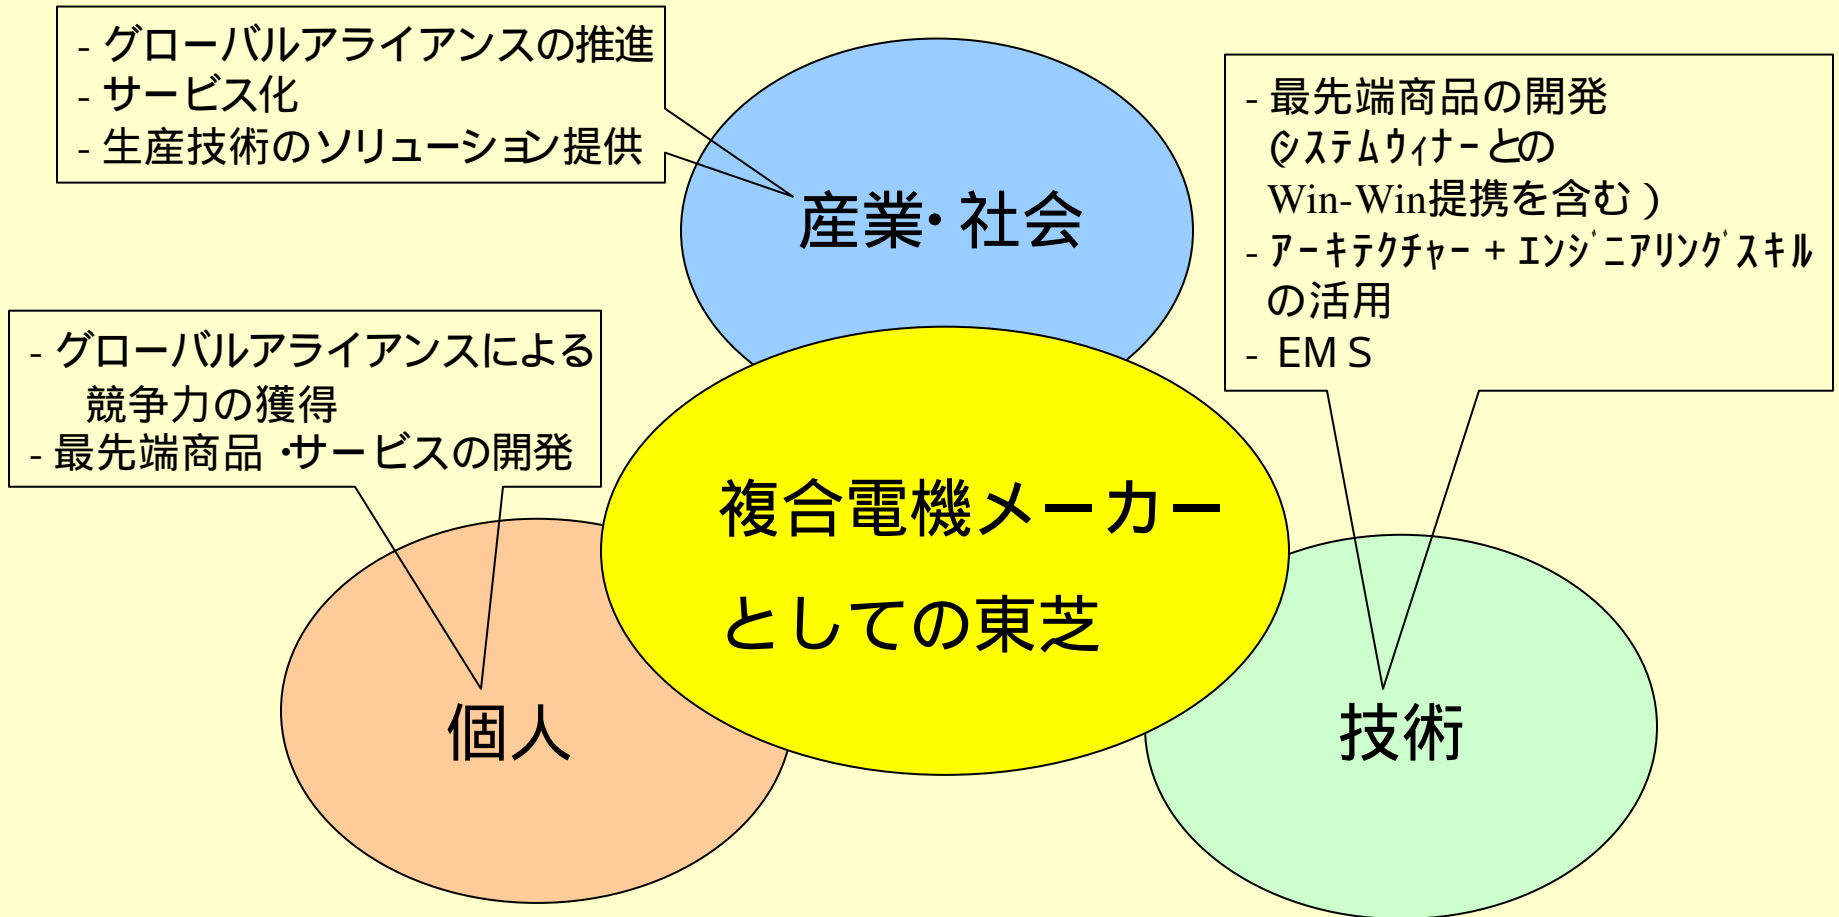 - グローバルアライアンスの推進
- サービス化
- 生産技術のソリューション提供
産業・社会
- 最先端商品の開発
(ｼｽﾃﾑｳｨﾅｰとの
Win-Win提携を含む)
- ｱｰｷﾃｸﾁｬｰ+ｴﾝｼﾞﾆｱﾘﾝｸﾞｽｷﾙ
の活用
- EMS
- グローバルアライアンスによる
競争力の獲得
- 最先端商品・サービスの開発
複合電機メーカー
としての東芝
個人
技術